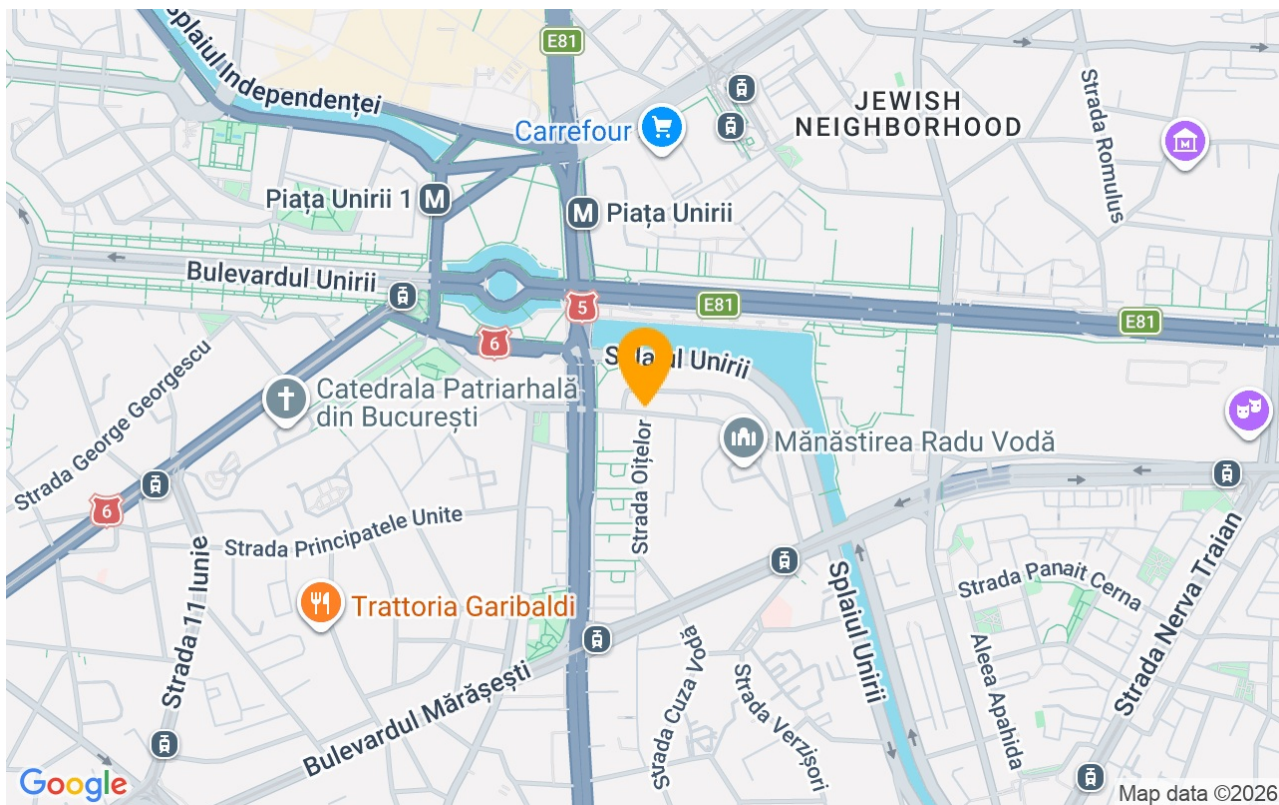 Splaiul Independenței
E81
Carrefour
JEWISH
NEIGHBORHOOD
Strada Romulus
M
Piața Unirii 1
M
M
Piața Unirii
Bulevardul Unirii
5
E81
E81
6
Splaiul Unirii
Strada George Georgescu
Catedrala Patriarhală
din București
Strada Oițelor
Mănăstirea Radu Vodă
6
Strada Principatele Unite
Trattoria Garibaldi
Strada 11 Iunie
Bulevardul Mărășești
Strada Cuza Vodă
Strada Verzișori
Splaiul Unirii
Strada Panait Cerna
Aleea Apahida
Strada Nerva Traian
Google
Map data ©2026